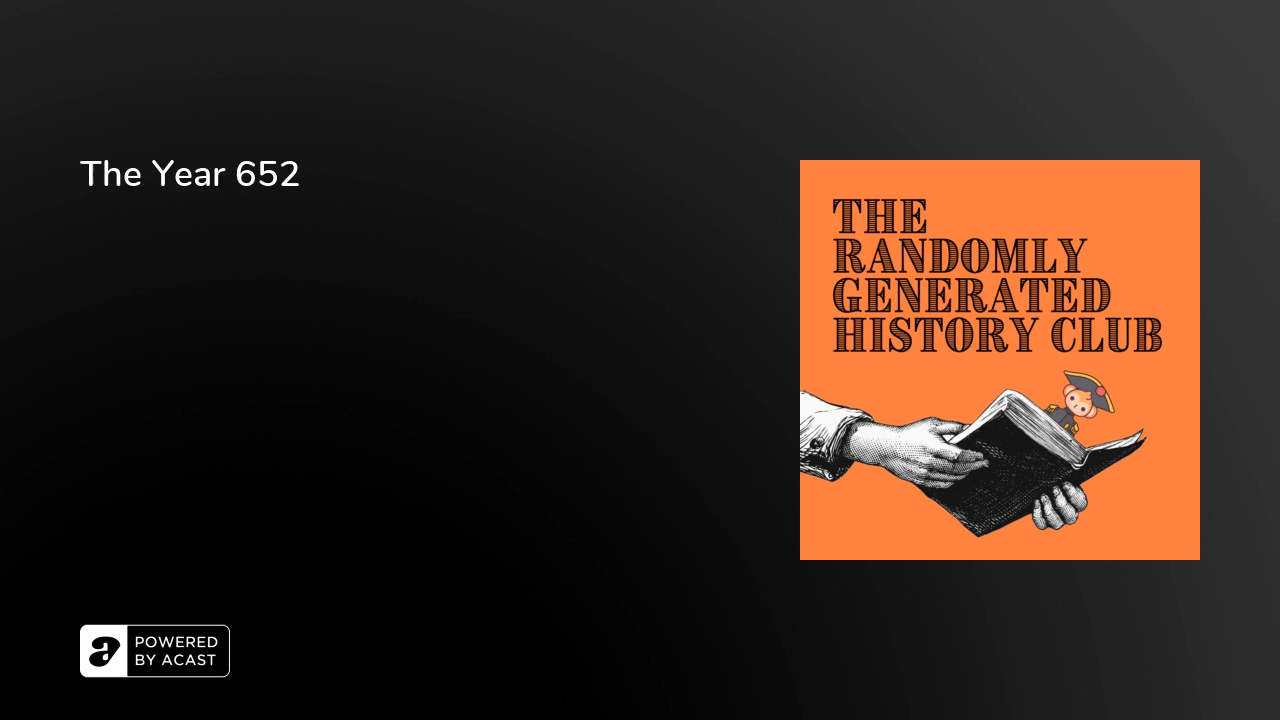 The Year 652
THE
RANDOMLY
GENERATED
HISTORY CLUB
a
POWERED
BY ACAST